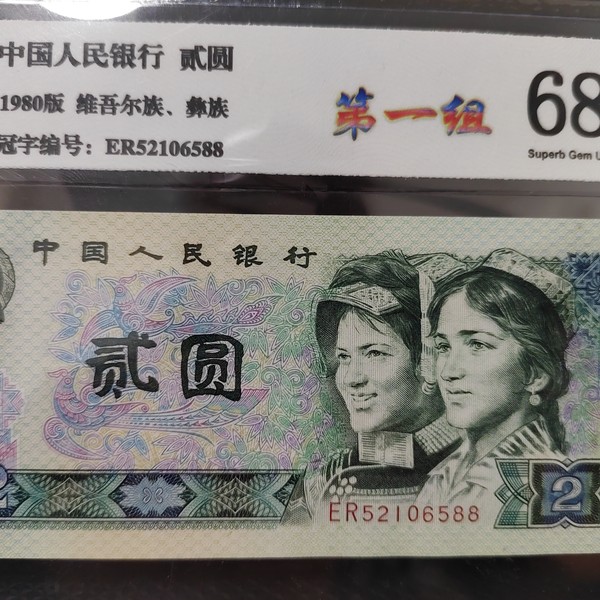 中国人民银行 贰圆
1980版 维吾尔族、彝族
冠字编号：ER52106588
第一组
68
Superb Gem U
中国人民银行
贰圆
ER52106588
2
2